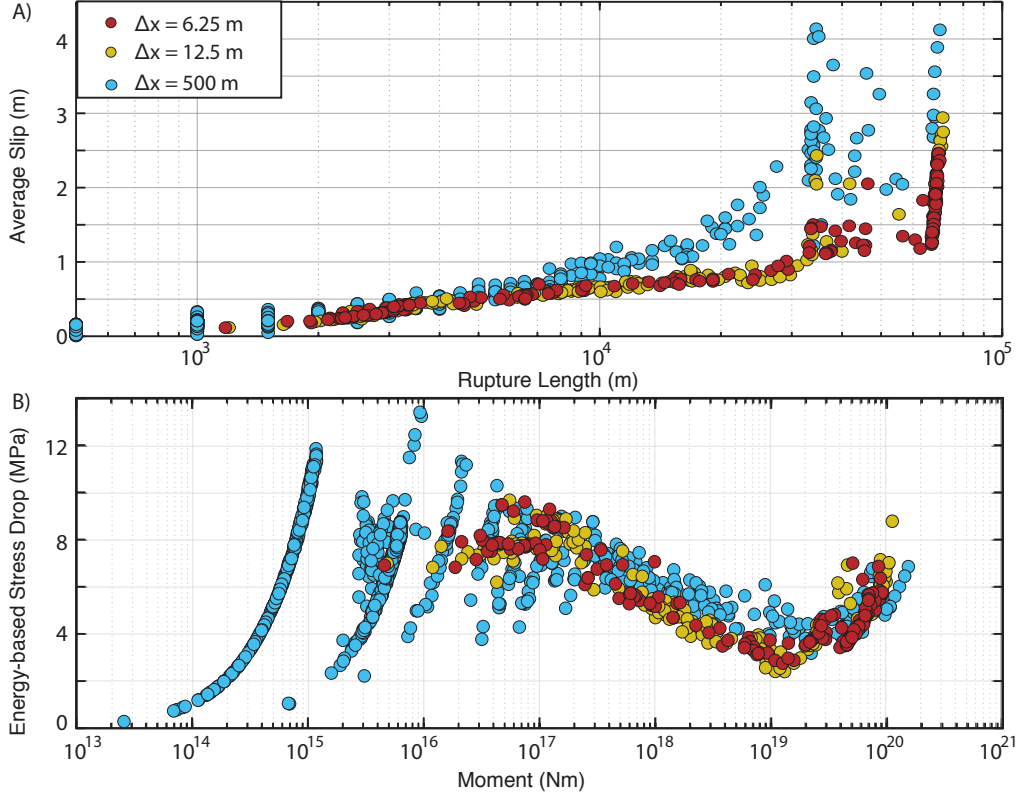 A)
Δx = 6.25 m
Δx = 12.5 m
Δx = 500 m
4
3
2
1
0
Average Slip (m)
10³ 10⁴ 10⁵
Rupture Length (m)
B)
12
8
4
0
Energy-based Stress Drop (MPa)
10¹³ 10¹⁴ 10¹⁵ 10¹⁶ 10¹⁷ 10¹⁸ 10¹⁹ 10²⁰ 10²¹
Moment (Nm)